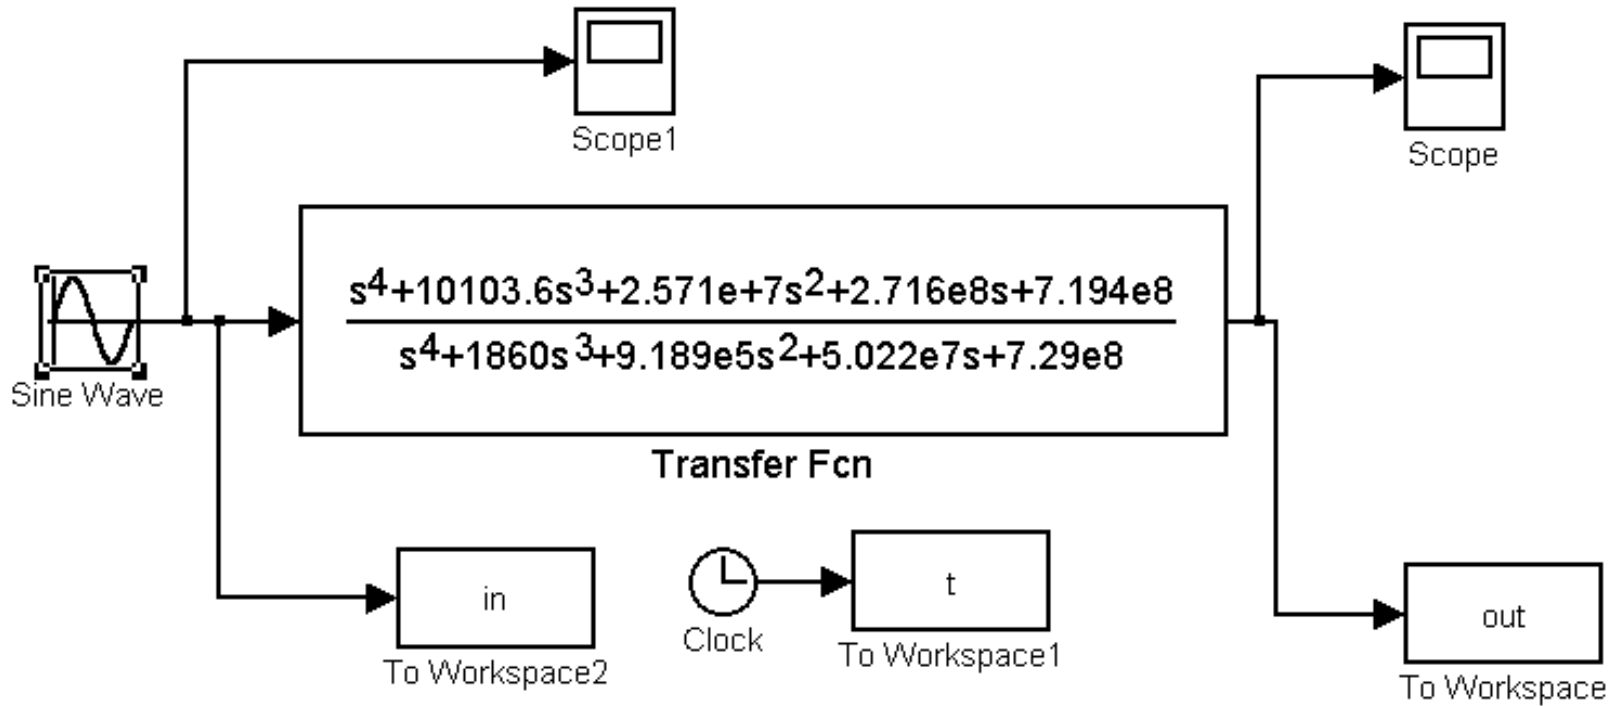 Scope1
Scope
s4+10103.6s3+2.571e+7s2+2.716e8s+7.194e8
s4+1860s3+9.189e5s2+5.022e7s+7.29e8
Sine Wave
Transfer Fcn
in
t
out
Clock
To Workspace1
To Workspace2
To Workspace